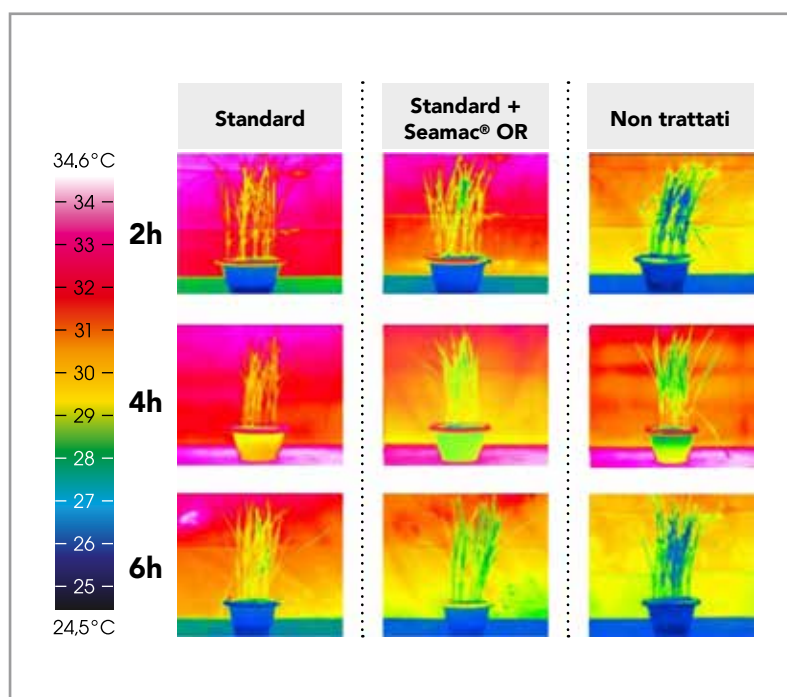 Standard
Standard +
Seamac® OR
Non trattati
34.6°C
34
33
32
31
30
29
28
27
26
25
24,5°C
2h
4h
6h